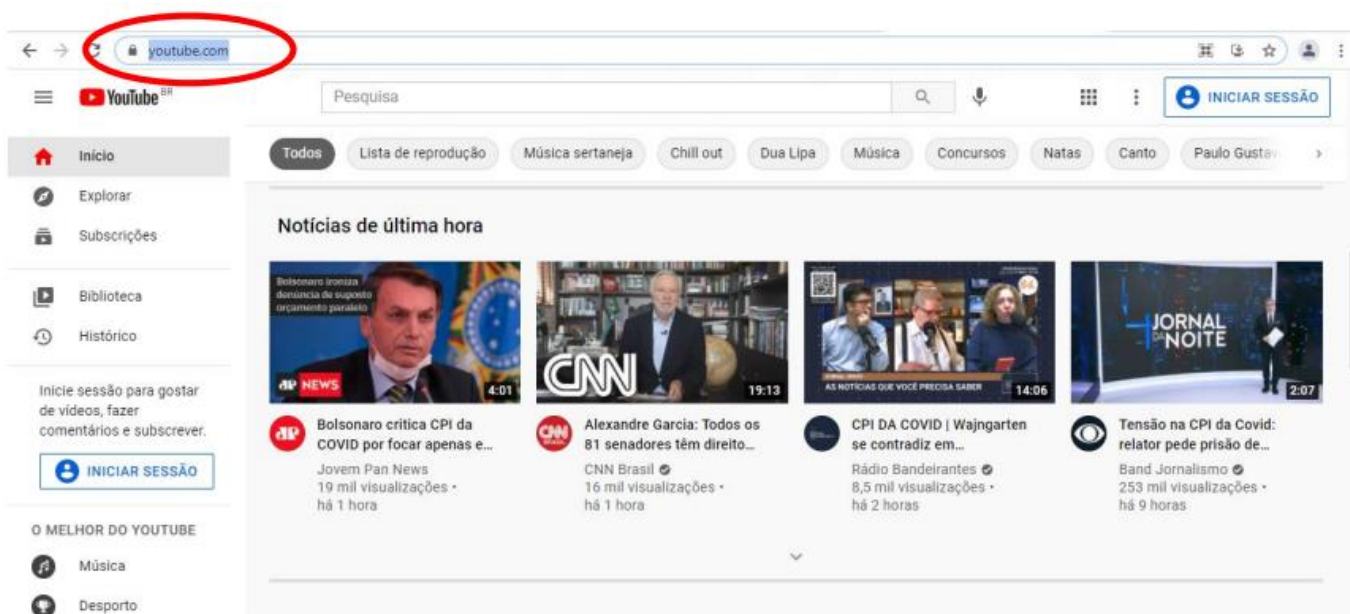 youtube.com
YouTube BR
Pesquisa
INICIAR SESSÃO
Início
Explorar
Subscrições
Biblioteca
Histórico
Inicie sessão para gostar
de vídeos, fazer
comentários e subscrever.
INICIAR SESSÃO
O MELHOR DO YOUTUBE
Música
Desporto
Todos
Lista de reprodução
Música sertaneja
Chill out
Dua Lipa
Música
Concursos
Natas
Canto
Paulo Gustav
Notícias de última hora
Bolsonaro ironiza
denúncia de suposto
orçamento paralelo
JP NEWS
4:01
Bolsonaro critica CPI da
COVID por focar apenas e...
Jovem Pan News
19 mil visualizações •
há 1 hora
CNN
19:13
CNN
Alexandre Garcia: Todos os
81 senadores têm direito...
CNN Brasil
16 mil visualizações •
há 1 hora
AS NOTÍCIAS QUE VOCÊ PRECISA SABER
14:06
CPI DA COVID | Wajngarten
se contradiz em...
Rádio Bandeirantes
8,5 mil visualizações •
há 2 horas
JORNAL
DA NOITE
2:07
Tensão na CPI da Covid:
relator pede prisão de...
Band Jornalismo
253 mil visualizações •
há 9 horas